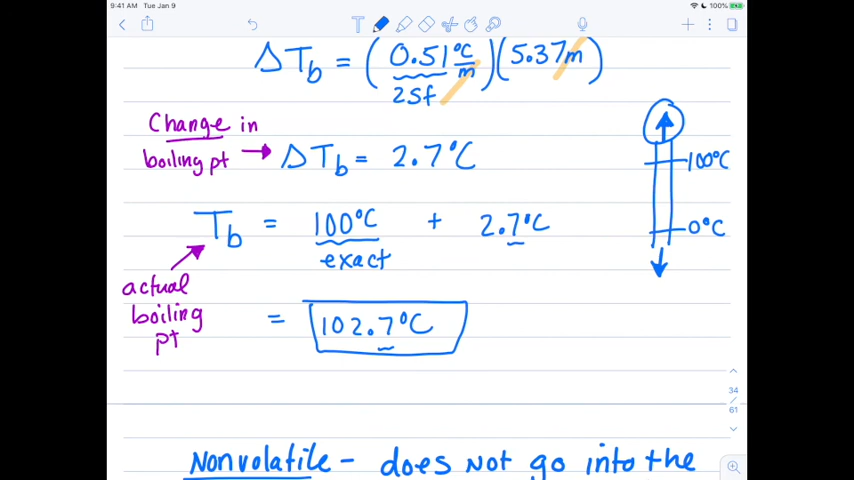 9:41 AM Tue Jan 9
100%
ΔTb = (0.51 °C/m)(5.37m)
2sf
Change in
boiling pt → ΔTb = 2.7°C
Tb = 100°C + 2.7°C
exact
actual
boiling
pt
= 102.7°C
100°C
0°C
34
/
61
Nonvolatile - does not go into the